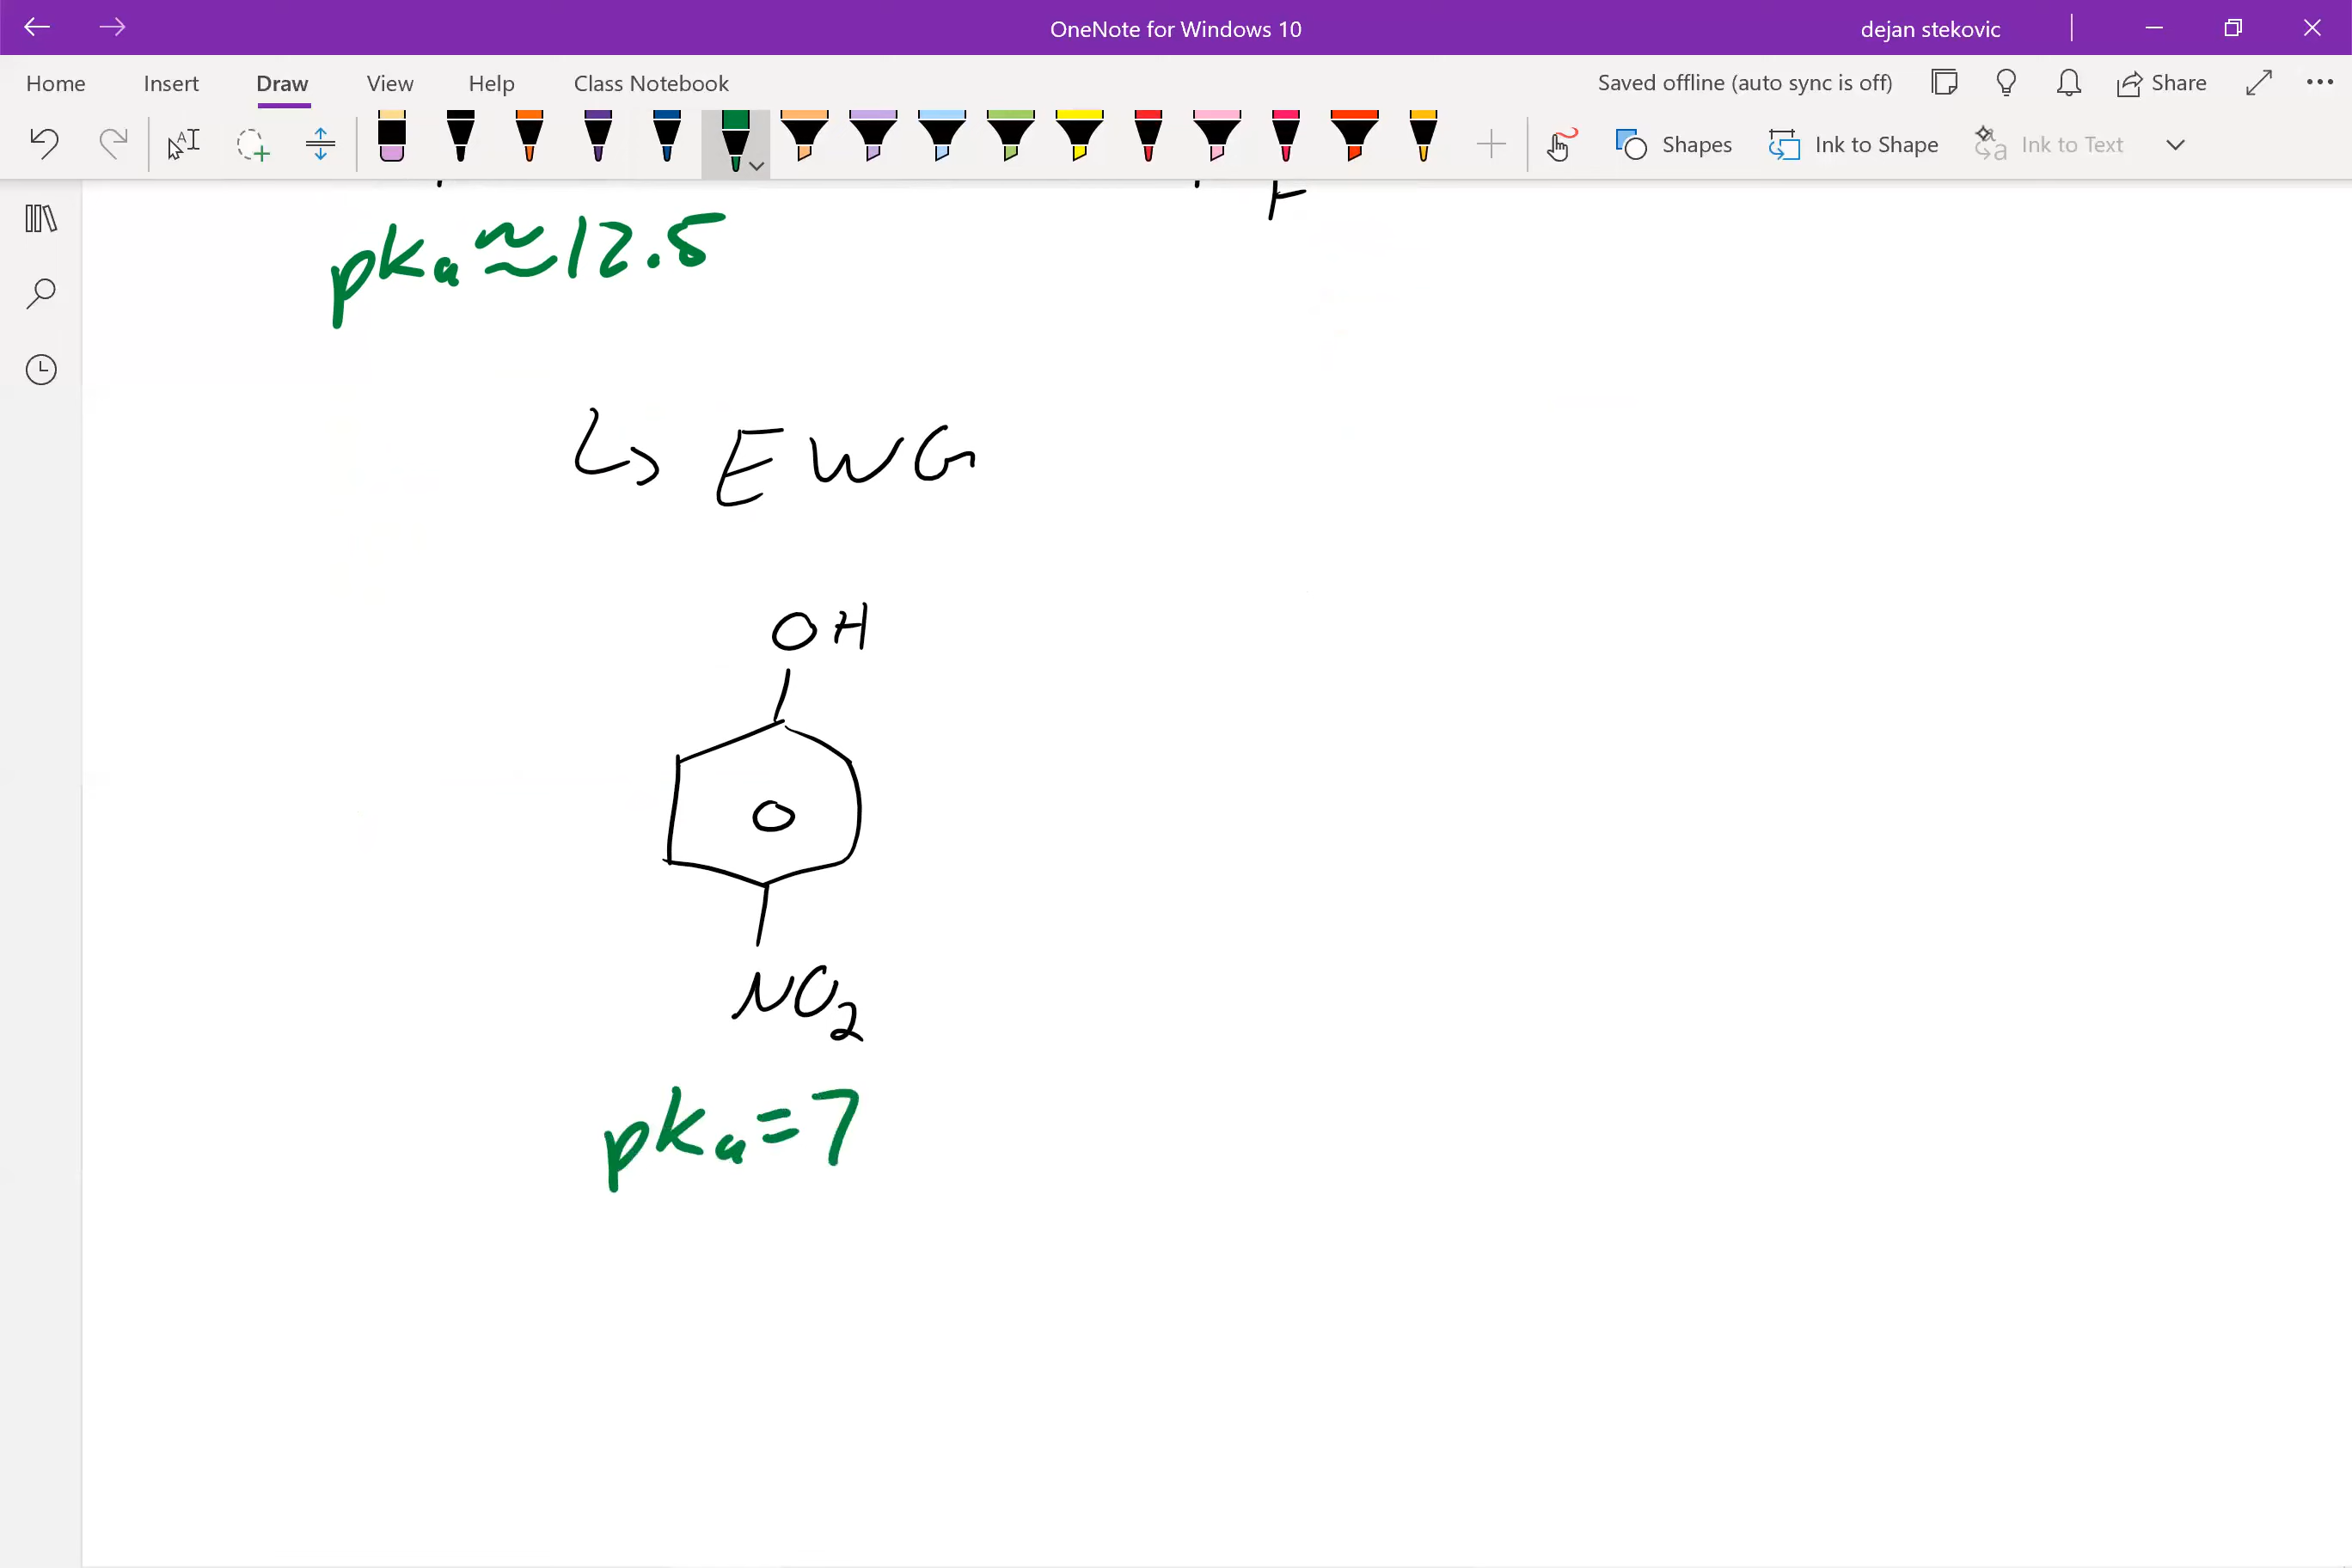 OneNote for Windows 10
dejan stekovic
Home Insert Draw View Help Class Notebook
Saved offline (auto sync is off) Share
Shapes Ink to Shape Ink to Text
pka≈12.5
↳ EWG
OH
NO2
pka=7